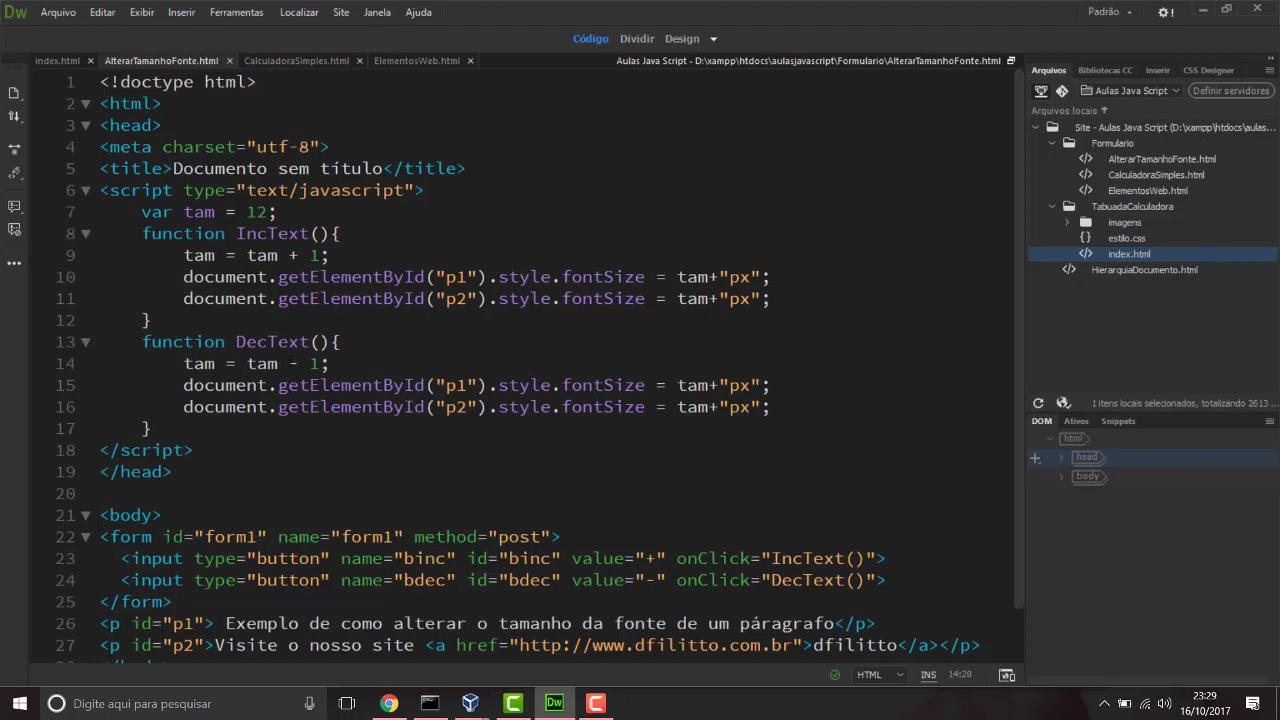 Dw Arquivo Editar Exibir Inserir Ferramentas Localizar Site Janela Ajuda Padrão
Código Dividir Design
index.html AlterarTamanhoFonte.html CalculadoraSimples.html ElementosWeb.html Aulas Java Script - D:\xampp\htdocs\aulasjavascript\Formulario\AlterarTamanhoFonte.html
1 <!doctype html>
2 <html>
3 <head>
4 <meta charset="utf-8">
5 <title>Documento sem título</title>
6 <script type="text/javascript">
7 var tam = 12;
8 function IncText(){
9 tam = tam + 1;
10 document.getElementById("p1").style.fontSize = tam+"px";
11 document.getElementById("p2").style.fontSize = tam+"px";
12 }
13 function DecText(){
14 tam = tam - 1;
15 document.getElementById("p1").style.fontSize = tam+"px";
16 document.getElementById("p2").style.fontSize = tam+"px";
17 }
18 </script>
19 </head>
20
21 <body>
22 <form id="form1" name="form1" method="post">
23 <input type="button" name="binc" id="binc" value="+" onClick="IncText()">
24 <input type="button" name="bdec" id="bdec" value="-" onClick="DecText()">
25 </form>
26 <p id="p1"> Exemplo de como alterar o tamanho da fonte de um páragrafo</p>
27 <p id="p2">Visite o nosso site <a href="http://www.dfilitto.com.br">dfilitto</a></p>
HTML INS 14:20
Arquivos Bibliotecas CC Inserir CSS Designer
Aulas Java Script Definir servidores
Arquivos locais
Site - Aulas Java Script (D:\xampp\htdocs\aulas...
Formulario
AlterarTamanhoFonte.html
CalculadoraSimples.html
ElementosWeb.html
TabuadaCalculadora
imagens
estilo.css
index.html
HierarquiaDocumento.html
1 itens locais selecionados, totalizando 2613 ...
DOM Ativos Snippets
html
head
body
Digite aqui para pesquisar
23:29
16/10/2017